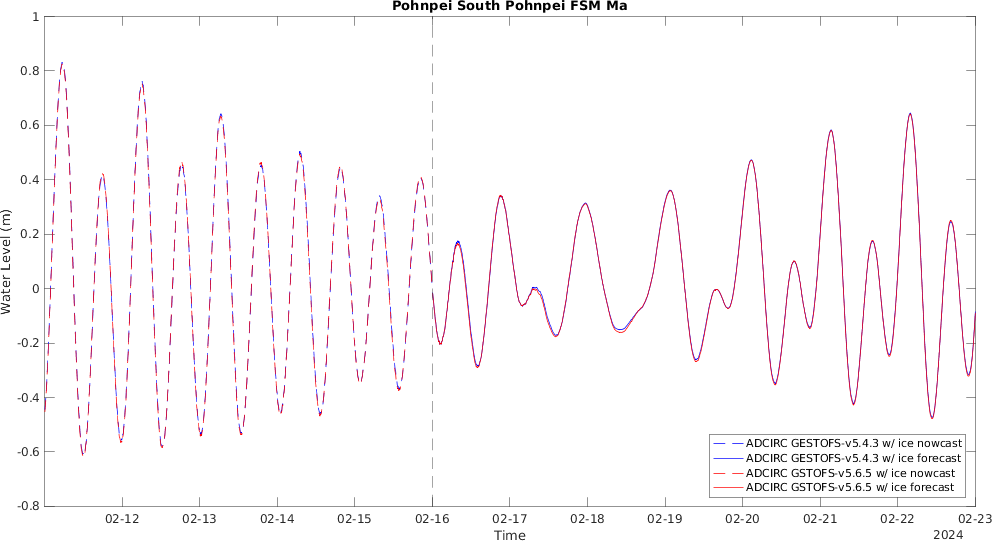 Pohnpei South Pohnpei FSM Ma
1
0.8
0.6
0.4
0.2
0
-0.2
-0.4
-0.6
-0.8
Water Level (m)
02-12 02-13 02-14 02-15 02-16 02-17 02-18 02-19 02-20 02-21 02-22 02-23
Time
2024
ADCIRC GESTOFS-v5.4.3 w/ ice nowcast
ADCIRC GESTOFS-v5.4.3 w/ ice forecast
ADCIRC GSTOFS-v5.6.5 w/ ice nowcast
ADCIRC GSTOFS-v5.6.5 w/ ice forecast